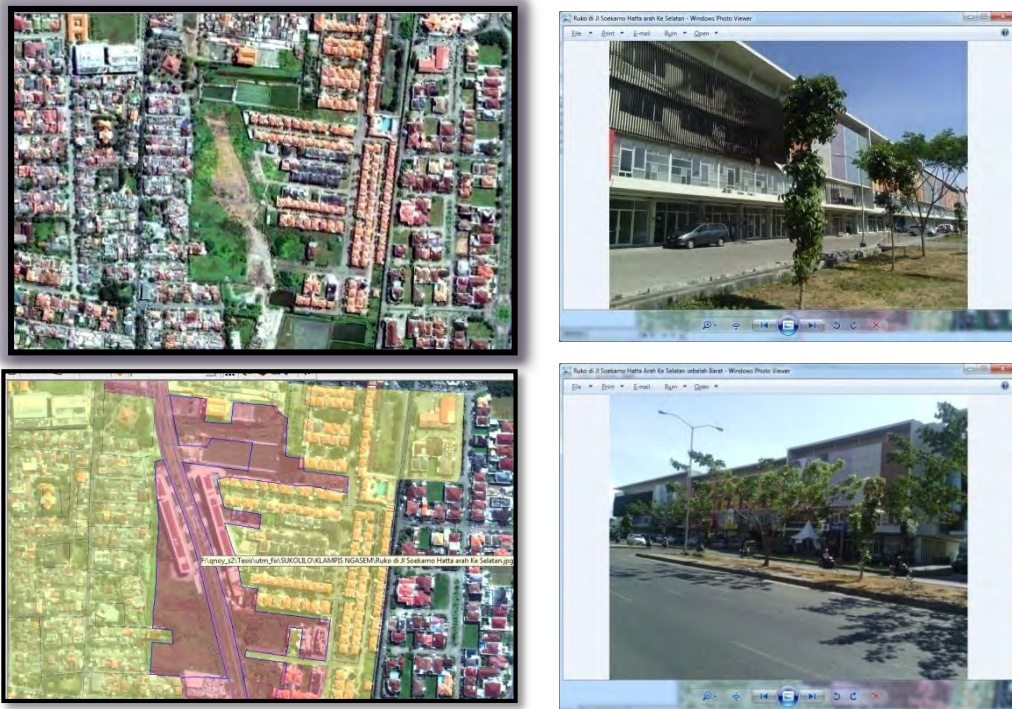 Ruko di Jl Soekarno Hatta arah Ke Selatan - Windows Photo Viewer
File Print E-mail Burn Open
F:\qnoy_s2\Tesis\utm_fix\SUKOLILO\KLAMPIS NGASEM\Ruko di Jl Soekarno Hatta arah Ke Selatan.jpg
Ruko di Jl Soekarno Hatta Arah Ke Selatan sebelah Barat - Windows Photo Viewer
File Print E-mail Burn Open